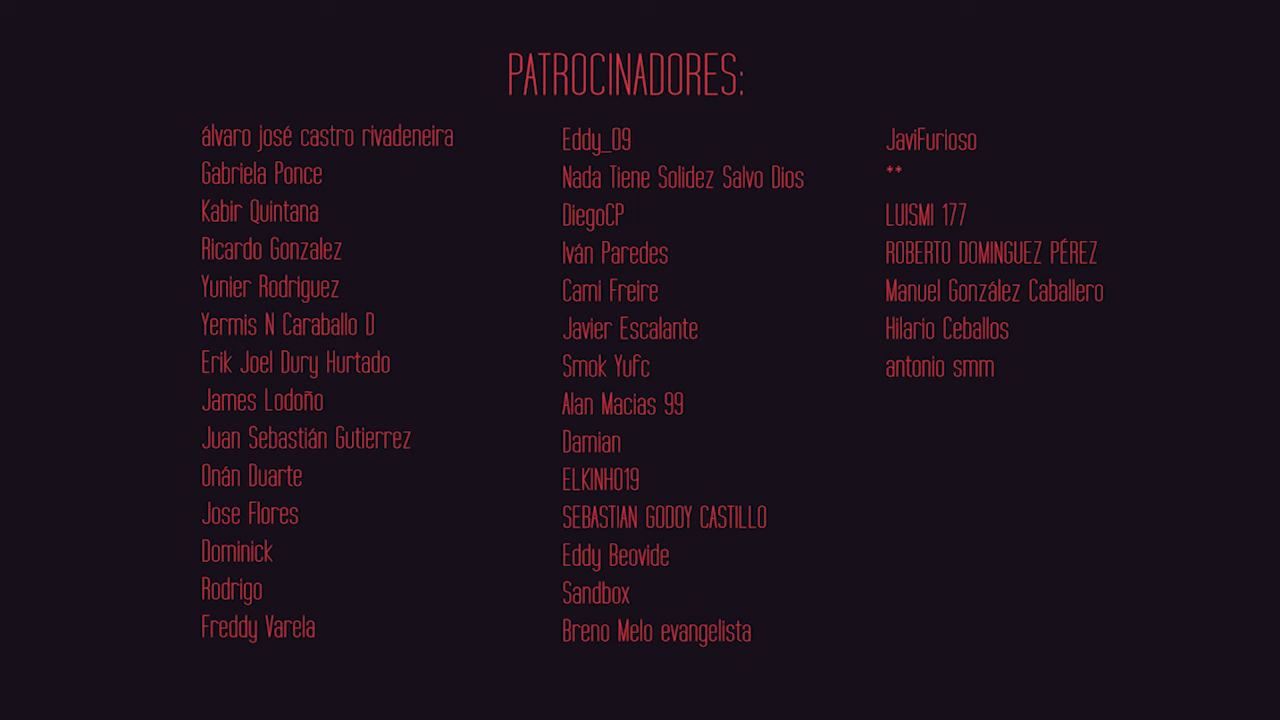 PATROCINADORES:
álvaro josé castro rivadeneira
Gabriela Ponce
Kabir Quintana
Ricardo Gonzalez
Yunier Rodriguez
Yermis N Caraballo D
Erik Joel Dury Hurtado
James Lodoño
Juan Sebastián Gutierrez
Onán Duarte
Jose Flores
Dominick
Rodrigo
Freddy Varela
Eddy_09
Nada Tiene Solidez Salvo Dios
DiegoCP
Iván Paredes
Cami Freire
Javier Escalante
Smok Yufc
Alan Macias 99
Damian
ELKINHO19
SEBASTIAN GODOY CASTILLO
Eddy Beovide
Sandbox
Breno Melo evangelista
JaviFurioso
**
LUISMI 177
ROBERTO DOMINGUEZ PÉREZ
Manuel González Caballero
Hilario Ceballos
antonio smm